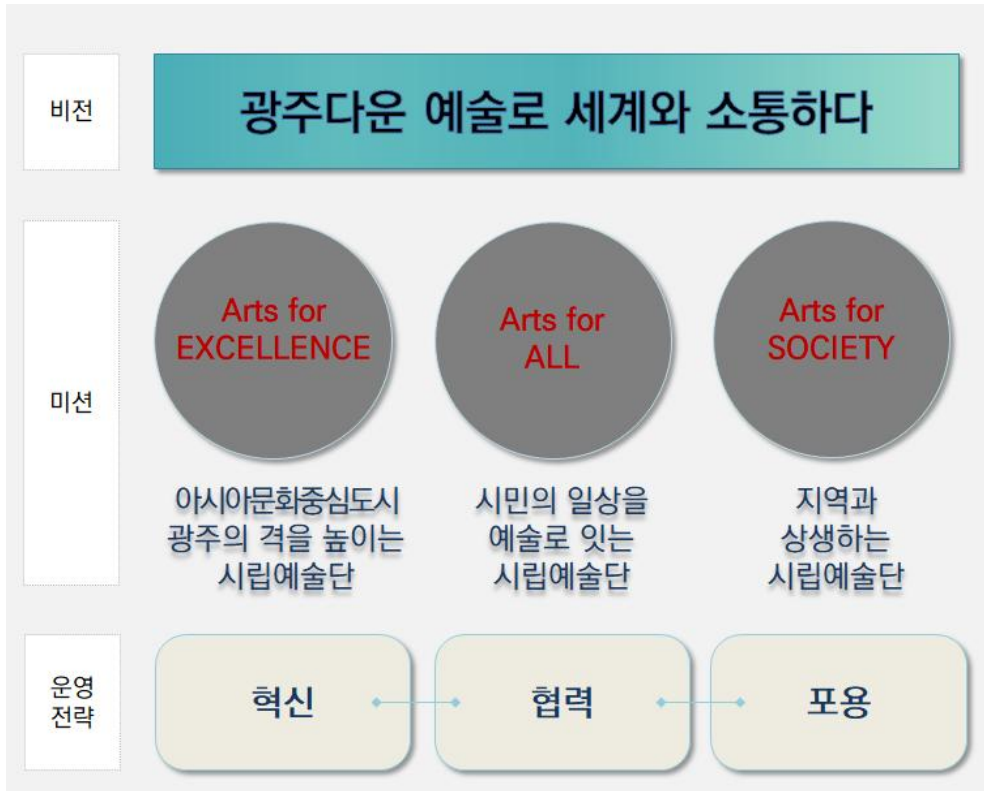 비전
광주다운 예술로 세계와 소통하다
미션
Arts for
EXCELLENCE
아시아문화중심도시
광주의 격을 높이는
시립예술단
Arts for
ALL
시민의 일상을
예술로 잇는
시립예술단
Arts for
SOCIETY
지역과
상생하는
시립예술단
운영
전략
혁신
협력
포용